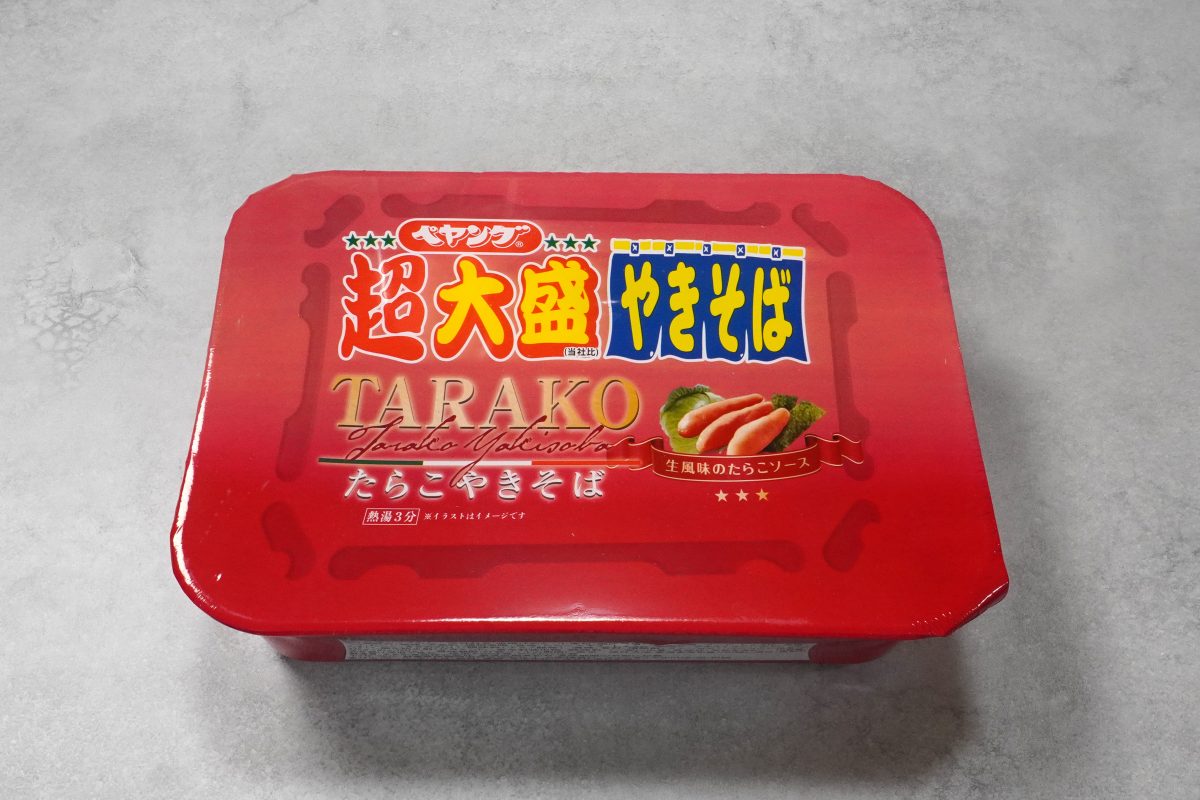 ペヤング®
超大盛やきそば
(当社比)
TARAKO
Tarako Yakisoba
たらこやきそば
生風味のたらこソース
熱湯3分 ※イラストはイメージです